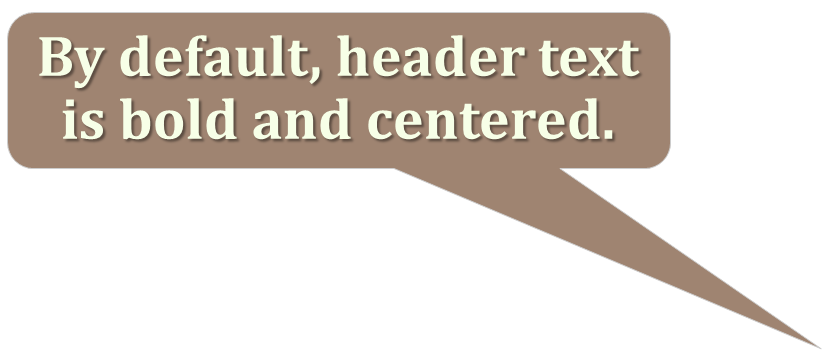 By default, header text
is bold and centered.